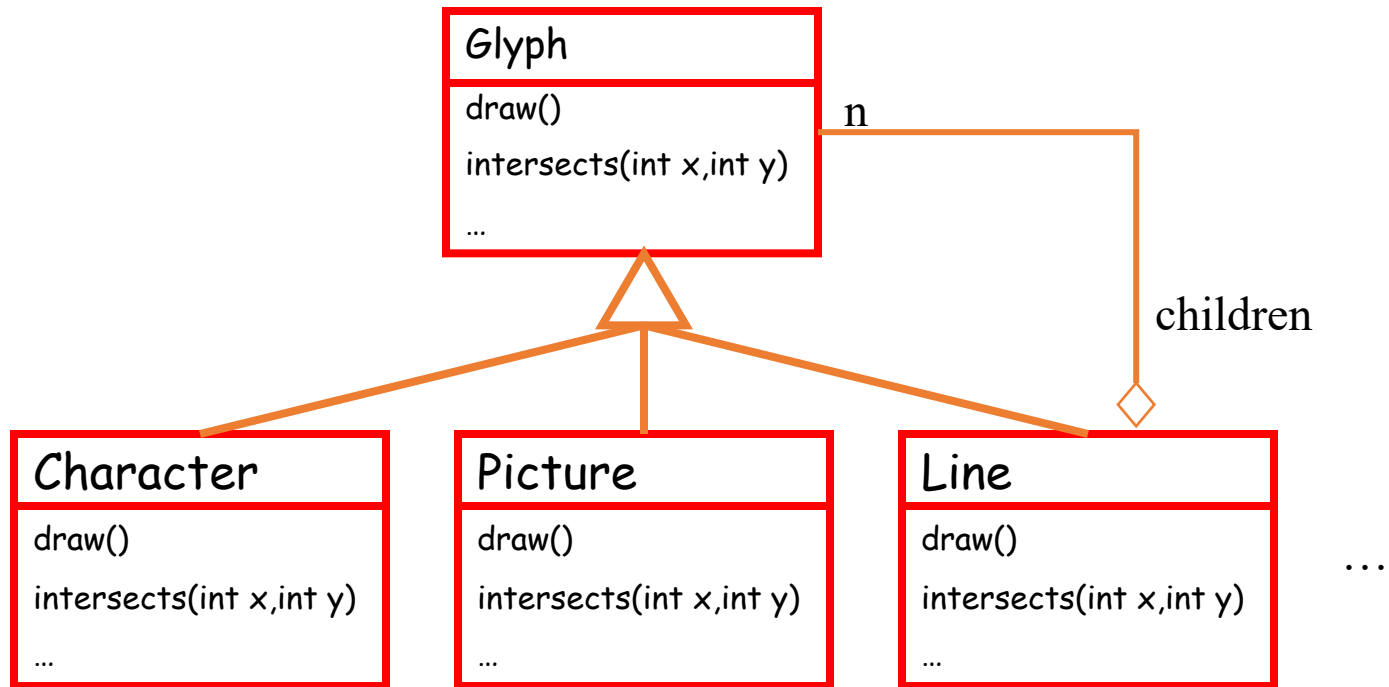 Glyph
draw()
intersects(int x,int y)
…
n
children
Character
draw()
intersects(int x,int y)
…
Picture
draw()
intersects(int x,int y)
…
Line
draw()
intersects(int x,int y)
…
…